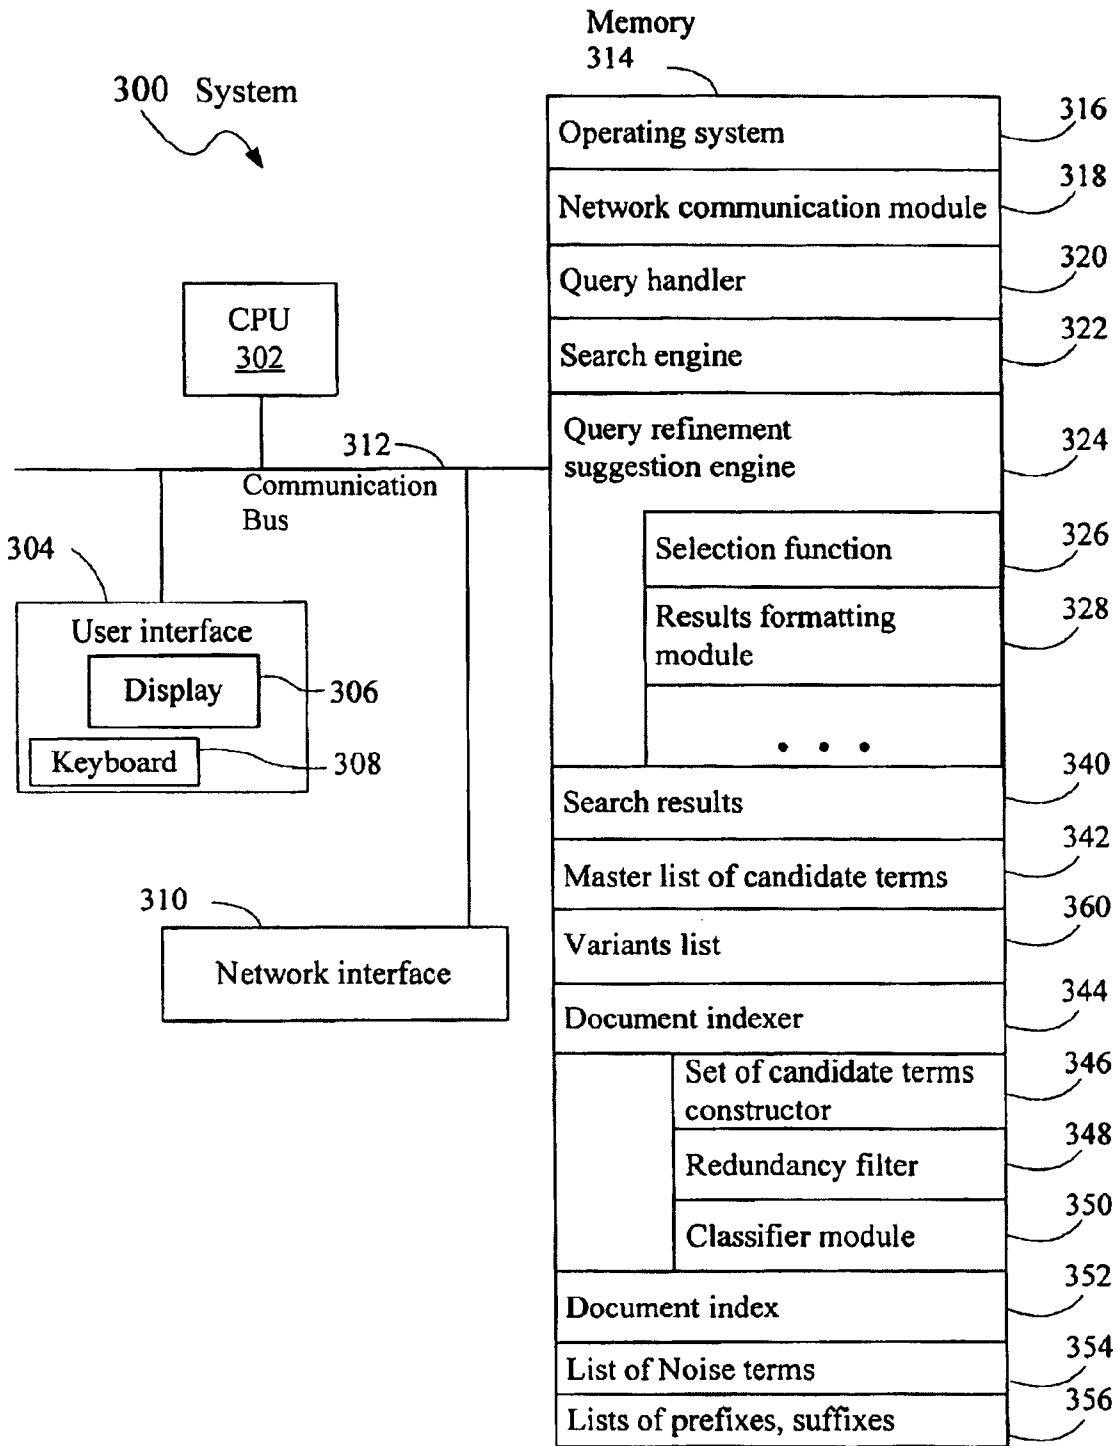 Memory
314
300 System
Operating system
316
Network communication module
318
Query handler
320
Search engine
322
CPU
302
Query refinement
suggestion engine
324
312
Communication
Bus
Selection function
326
304
User interface
Display
306
Keyboard
308
Results formatting
module
328
• • •
Search results
340
Master list of candidate terms
342
310
Network interface
Variants list
360
Document indexer
344
Set of candidate terms
constructor
346
Redundancy filter
348
Classifier module
350
Document index
352
List of Noise terms
354
Lists of prefixes, suffixes
356